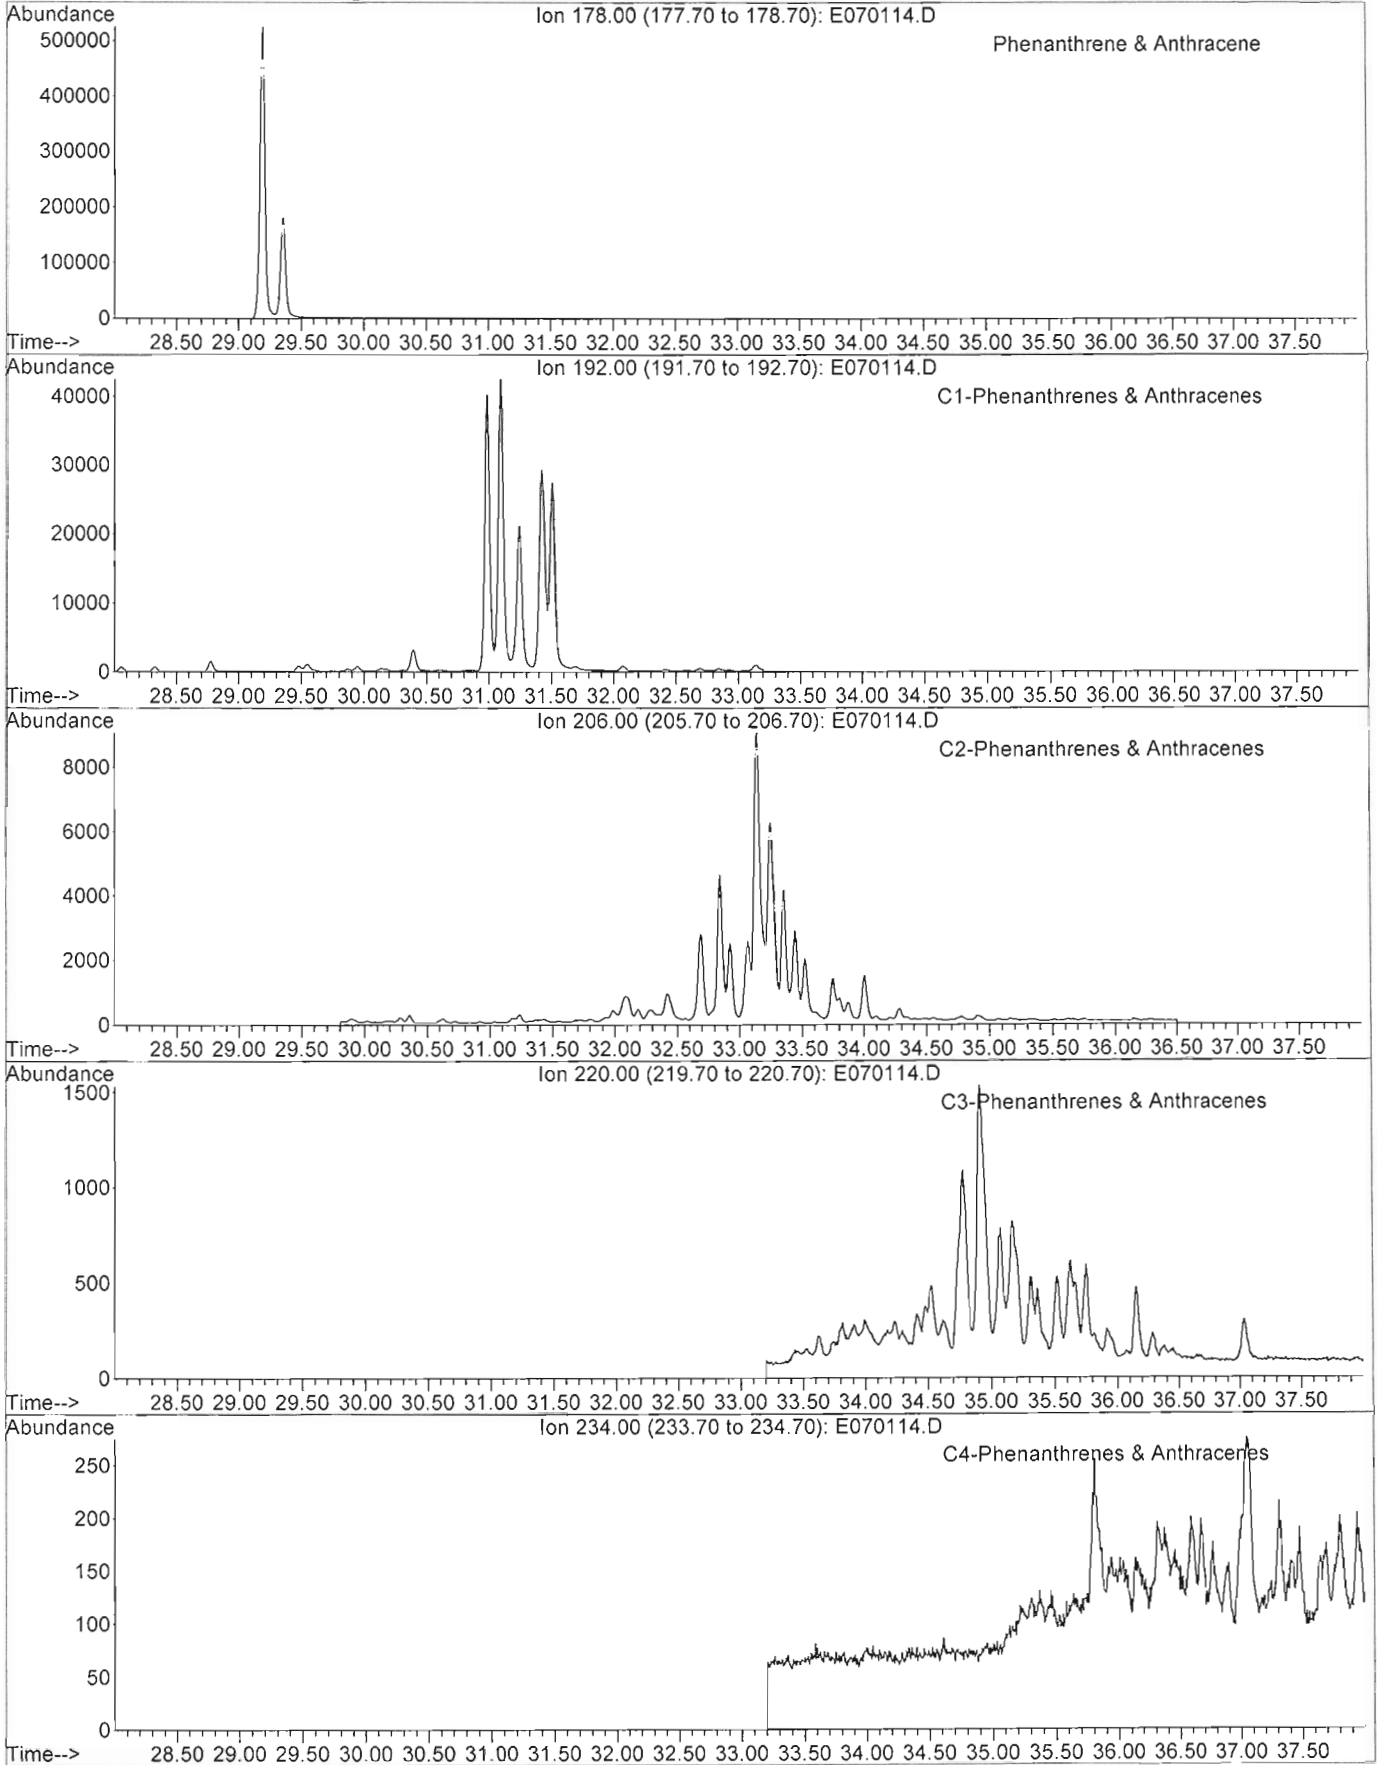 Abundance
Ion 178.00 (177.70 to 178.70): E070114.D
Phenanthrene & Anthracene
500000
400000
300000
200000
100000
0
Time-->
28.50 29.00 29.50 30.00 30.50 31.00 31.50 32.00 32.50 33.00 33.50 34.00 34.50 35.00 35.50 36.00 36.50 37.00 37.50
Abundance
Ion 192.00 (191.70 to 192.70): E070114.D
C1-Phenanthrenes & Anthracenes
40000
30000
20000
10000
0
Time-->
28.50 29.00 29.50 30.00 30.50 31.00 31.50 32.00 32.50 33.00 33.50 34.00 34.50 35.00 35.50 36.00 36.50 37.00 37.50
Abundance
Ion 206.00 (205.70 to 206.70): E070114.D
C2-Phenanthrenes & Anthracenes
8000
6000
4000
2000
0
Time-->
28.50 29.00 29.50 30.00 30.50 31.00 31.50 32.00 32.50 33.00 33.50 34.00 34.50 35.00 35.50 36.00 36.50 37.00 37.50
Abundance
Ion 220.00 (219.70 to 220.70): E070114.D
C3-Phenanthrenes & Anthracenes
1500
1000
500
0
Time-->
28.50 29.00 29.50 30.00 30.50 31.00 31.50 32.00 32.50 33.00 33.50 34.00 34.50 35.00 35.50 36.00 36.50 37.00 37.50
Abundance
Ion 234.00 (233.70 to 234.70): E070114.D
C4-Phenanthrenes & Anthracenes
250
200
150
100
50
0
Time-->
28.50 29.00 29.50 30.00 30.50 31.00 31.50 32.00 32.50 33.00 33.50 34.00 34.50 35.00 35.50 36.00 36.50 37.00 37.50